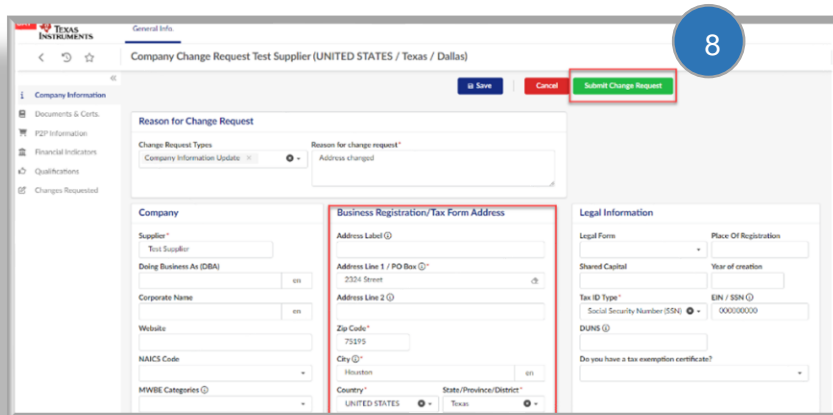 TEXAS INSTRUMENTS
General Info.
8
Company Change Request Test Supplier (UNITED STATES / Texas / Dallas)
Save
Cancel
Submit Change Request
Company Information
Documents & Certs.
P2P Information
Financial Indicators
Qualifications
Changes Requested
Reason for Change Request
Change Request Types
Company Information Update
Reason for change request*
Address changed
Company
Supplier*
Test Supplier
Doing Business As (DBA)
en
Corporate Name
en
Website
NAICS Code
MWBE Categories
Business Registration/Tax Form Address
Address Label
Address Line 1 / PO Box *
2324 Street
Address Line 2
Zip Code*
75195
City *
Houston
en
Country*
UNITED STATES
State/Province/District*
Texas
Legal Information
Legal Form
Place Of Registration
Shared Capital
Year of creation
Tax ID Type*
Social Security Number (SSN)
EIN / SSN
000000000
DUNS
Do you have a tax exemption certificate?